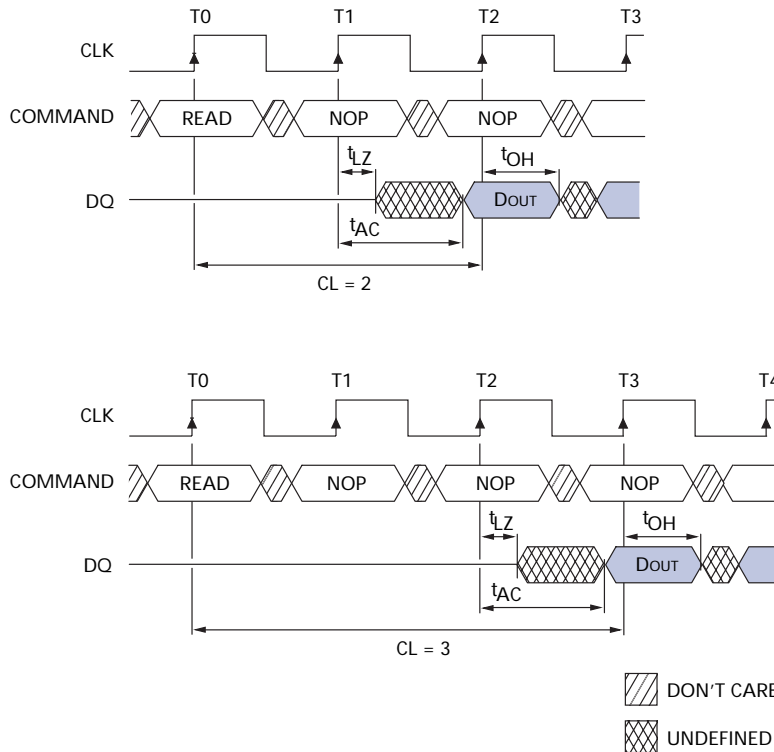 T0 T1 T2 T3
CLK
COMMAND READ NOP NOP
tLZ tOH
DQ DOUT
tAC
CL = 2
T0 T1 T2 T3 T4
CLK
COMMAND READ NOP NOP NOP
tLZ tOH
DQ DOUT
tAC
CL = 3
DON'T CARE
UNDEFINED